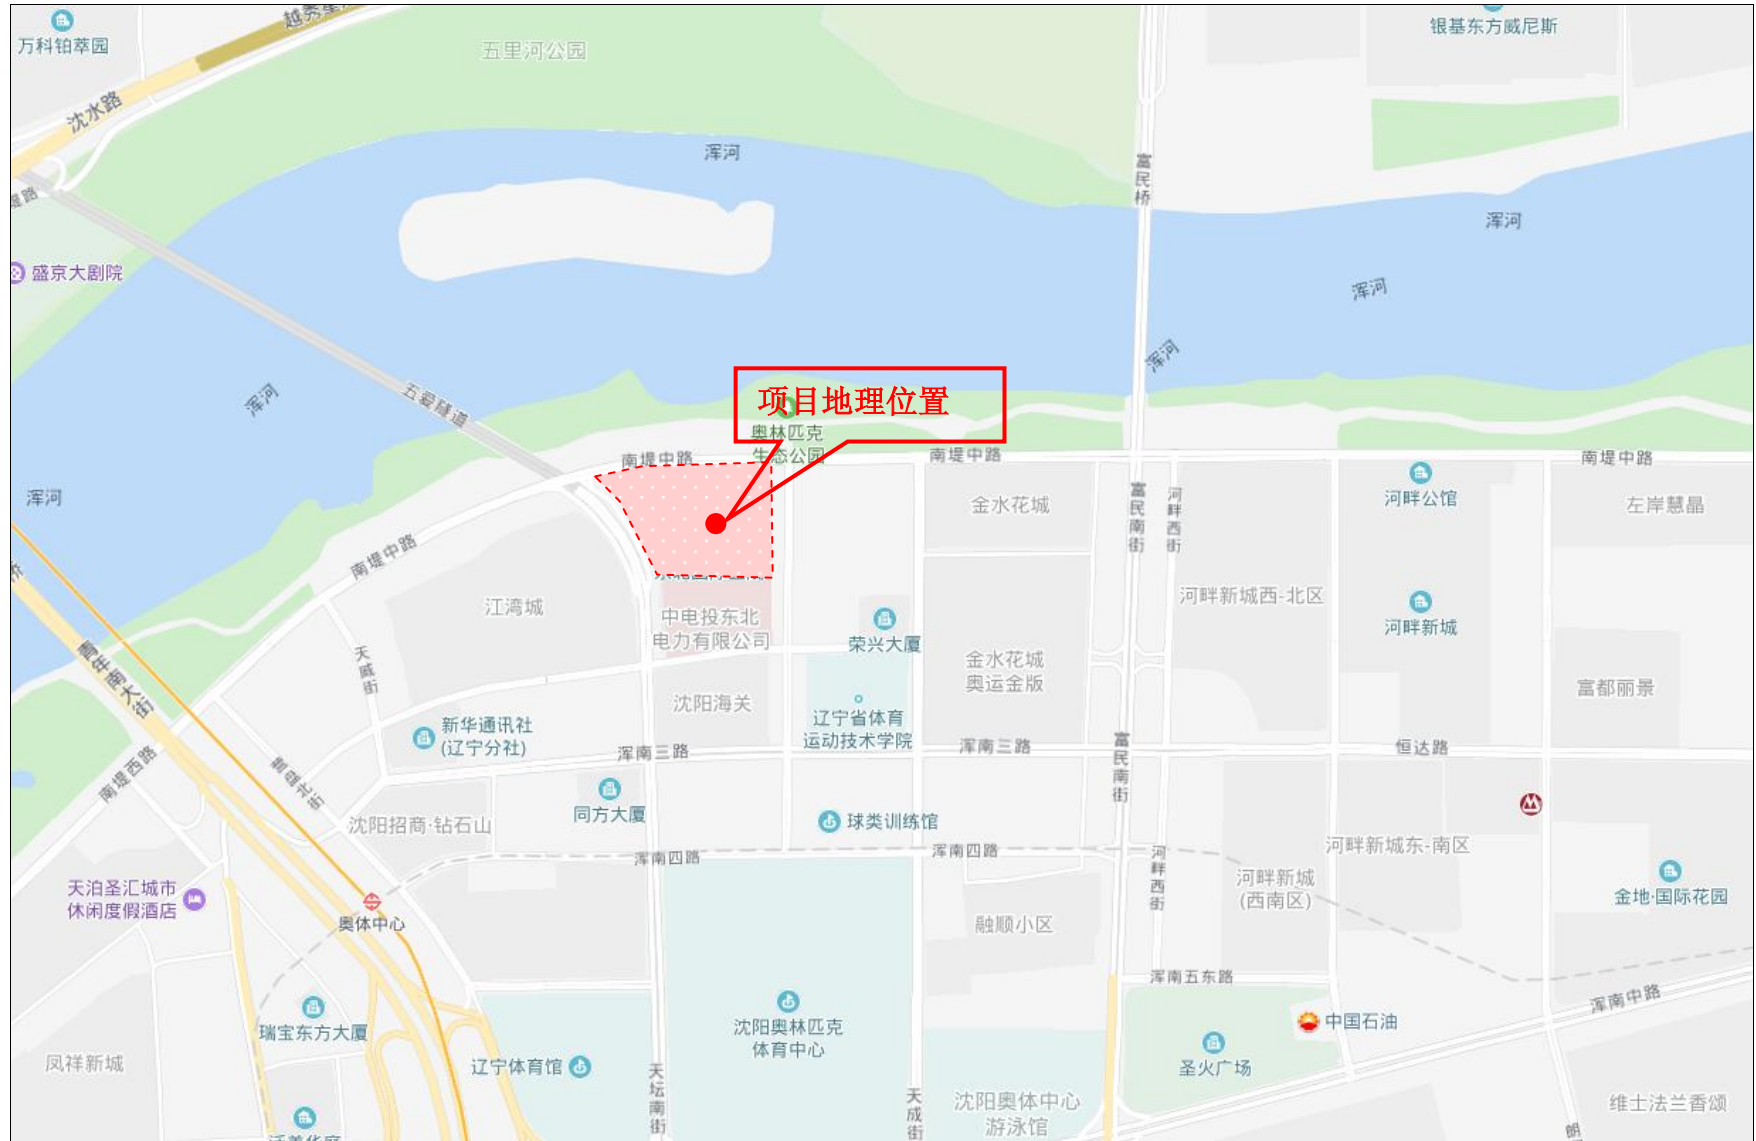 越秀星
万科铂萃园
五里河公园
银基东方威尼斯
沈水路
浑河
富民桥
堤路
浑河
盛京大剧院
浑河
浑河
浑河
五爱隧道
项目地理位置
奥林匹克
生态公园
南堤中路
南堤中路
南堤中路
浑河
河畔公馆
金水花城
左岸慧晶
富民南街
河畔西街
南堤中路
桥
江湾城
中电投东北
电力有限公司
荣兴大厦
河畔新城西-北区
河畔新城
天威街
金水花城
奥运金版
青年南大街
富都丽景
沈阳海关
新华通讯社
(辽宁分社)
辽宁省体育
运动技术学院
浑南三路
浑南三路
富民南街
恒达路
南堤西路
营盘北街
同方大厦
沈阳招商·钻石山
球类训练馆
浑南四路
浑南四路
河畔西街
河畔新城东-南区
天泊圣汇城市
休闲度假酒店
河畔新城
(西南区)
金地·国际花园
奥体中心
融顺小区
浑南五东路
浑南中路
瑞宝东方大厦
沈阳奥林匹克
体育中心
中国石油
凤祥新城
辽宁体育馆
圣火广场
天坛南街
天成街
沈阳奥体中心
游泳馆
维士法兰香颂
朗